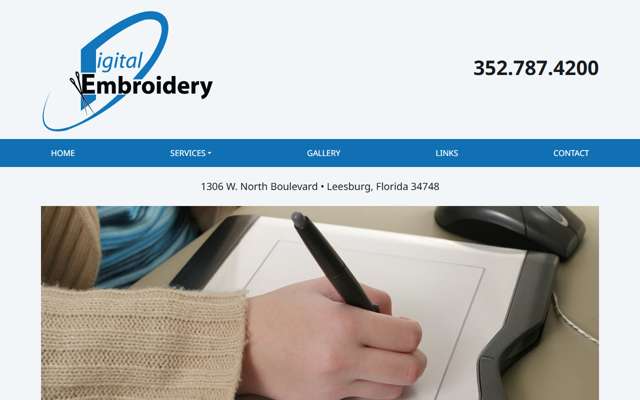 igital
Embroidery
352.787.4200
HOME
SERVICES
GALLERY
LINKS
CONTACT
1306 W. North Boulevard • Leesburg, Florida 34748